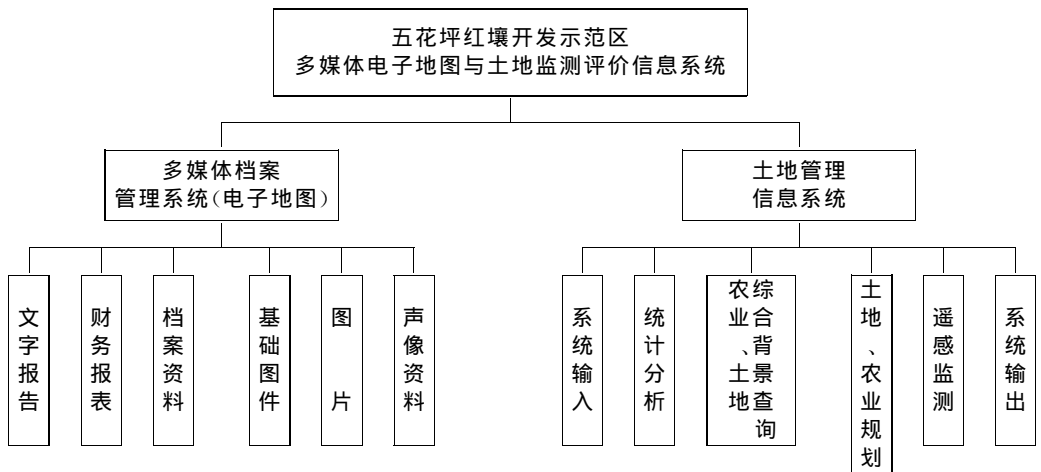 五花坪红壤开发示范区
多媒体电子地图与土地监测评价信息系统
多媒体档案
管理系统(电子地图)
土地管理
信息系统
文字报告
财务报表
档案资料
基础图件
图片
声像资料
系统输入
统计分析
农业、土地
综合背景查询
土地、农业规划
遥感监测
系统输出